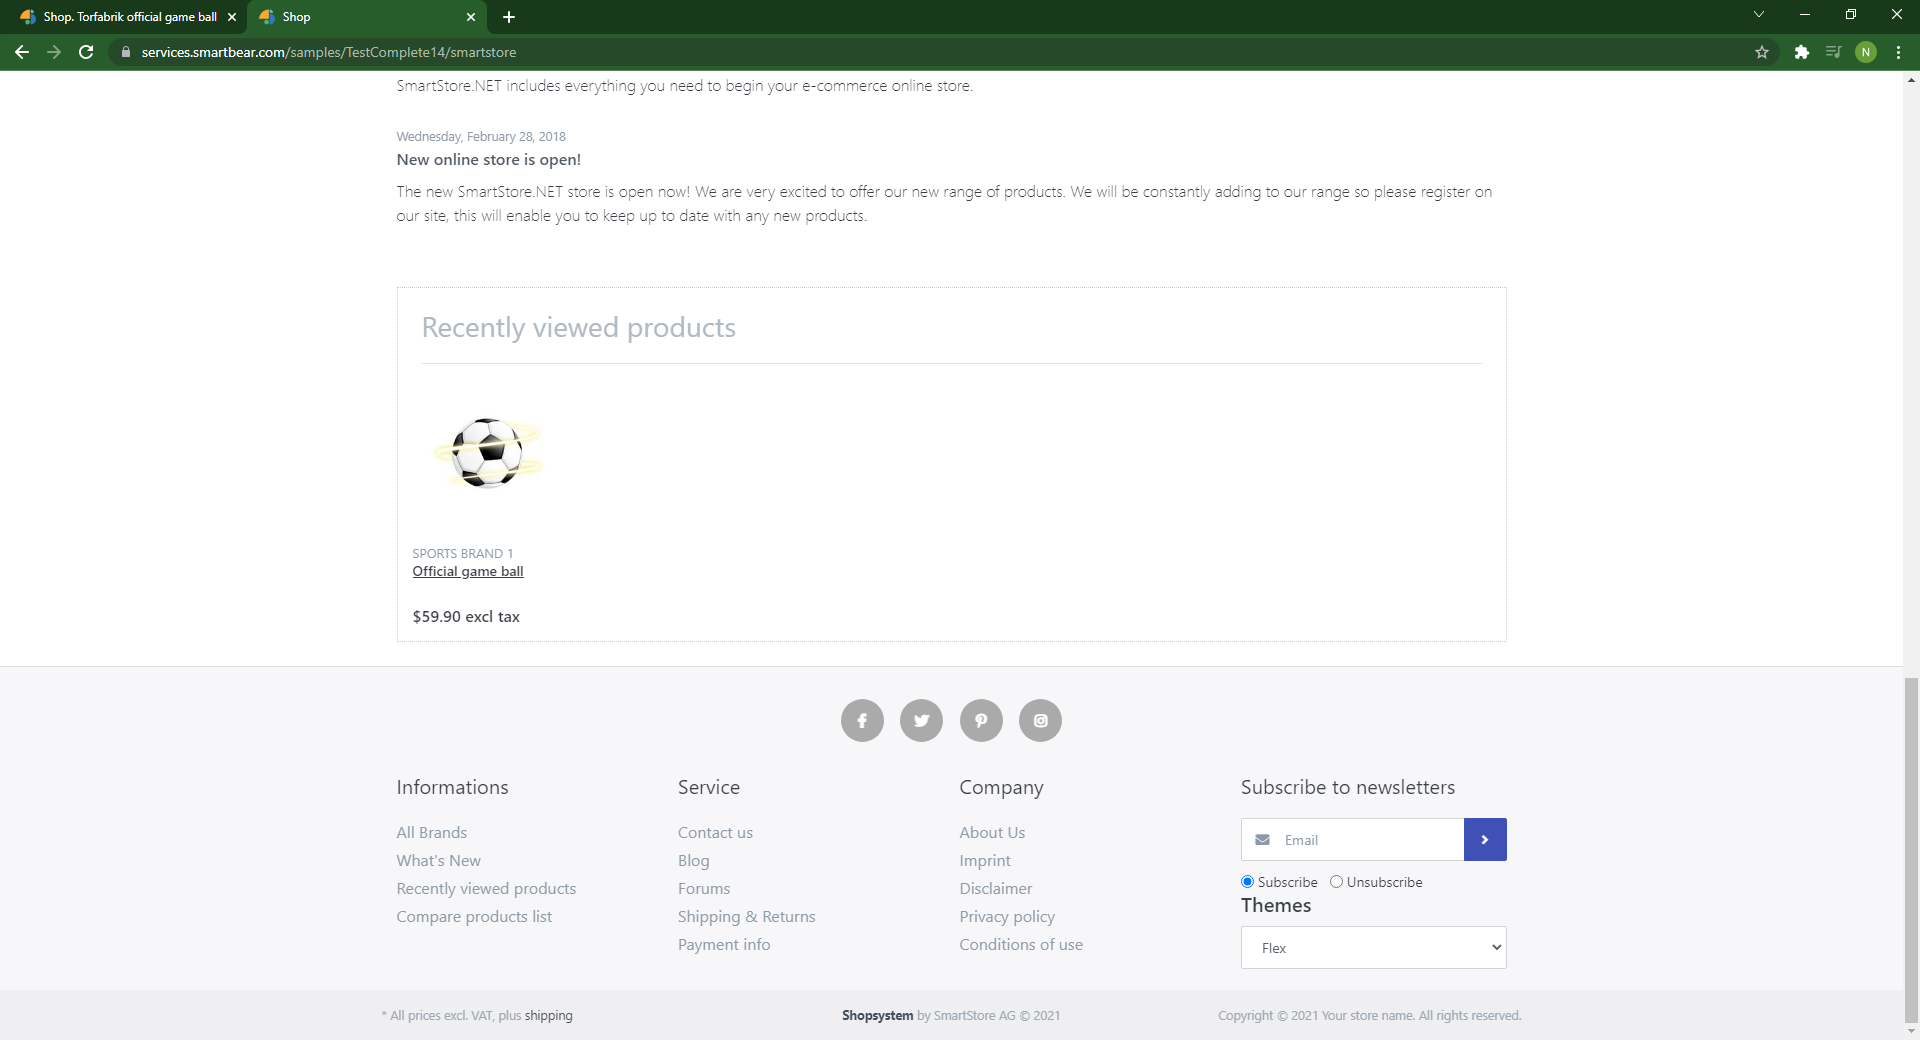 Shop. Torfabrik official game ball
Shop
services.smartbear.com/samples/TestComplete14/smartstore
N
SmartStore.NET includes everything you need to begin your e-commerce online store.
Wednesday, February 28, 2018
New online store is open!
The new SmartStore.NET store is open now! We are very excited to offer our new range of products. We will be constantly adding to our range so please register on
our site, this will enable you to keep up to date with any new products.
Recently viewed products
SPORTS BRAND 1
Official game ball
$59.90 excl tax
Informations
All Brands
What's New
Recently viewed products
Compare products list
Service
Contact us
Blog
Forums
Shipping & Returns
Payment info
Company
About Us
Imprint
Disclaimer
Privacy policy
Conditions of use
Subscribe to newsletters
Email
Subscribe Unsubscribe
Themes
Flex
* All prices excl. VAT, plus shipping
Shopsystem by SmartStore AG © 2021
Copyright © 2021 Your store name. All rights reserved.